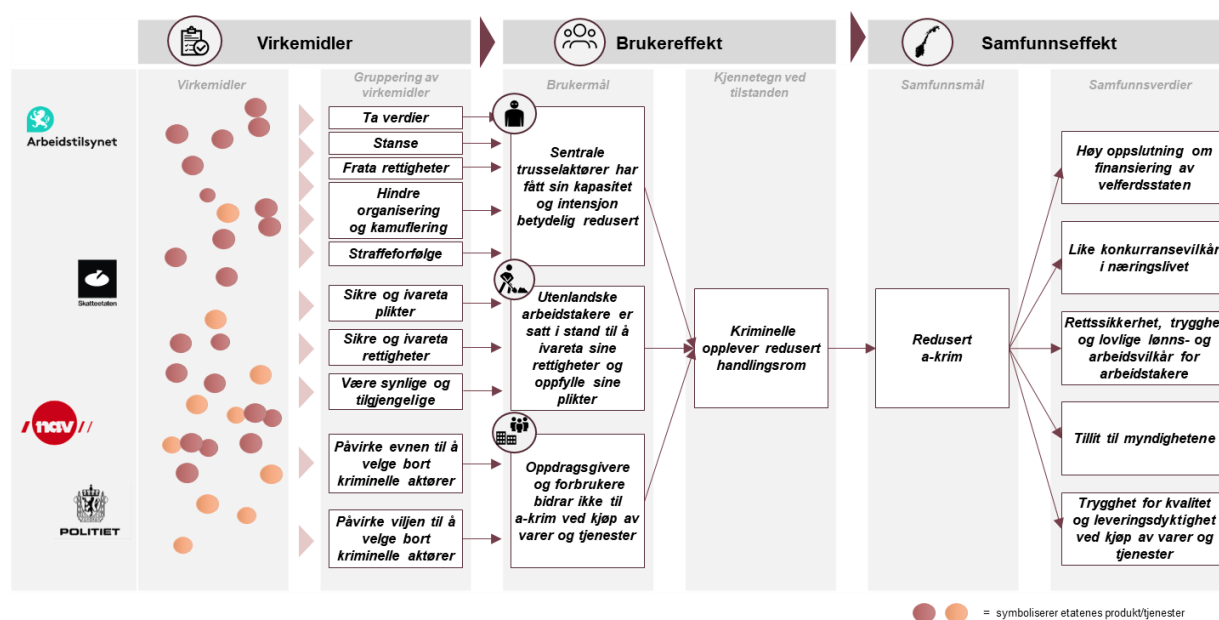 Virkemidler
Brukereffekt
Samfunnseffekt
Virkemidler
Gruppering av
virkemidler
Brukermål
Kjennetegn ved
tilstanden
Samfunnsmål
Samfunnsverdier
Arbeidstilsynet
Skatteetaten
nav
POLITIET
Ta verdier
Stanse
Frata rettigheter
Hindre
organisering
og kamuflering
Straffeforfølge
Sikre og ivareta
plikter
Sikre og ivareta
rettigheter
Være synlige og
tilgjengelige
Påvirke evnen til å
velge bort
kriminelle aktører
Påvirke viljen til å
velge bort
kriminelle aktører
Sentrale
trusselaktører har
fått sin kapasitet
og intensjon
betydelig redusert
Utenlandske
arbeidstakere er
satt i stand til å
ivareta sine
rettigheter og
oppfylle sine
plikter
Oppdragsgivere
og forbrukere
bidrar ikke til
a-krim ved kjøp av
varer og tjenester
Kriminelle
opplever redusert
handlingsrom
Redusert
a-krim
Høy oppslutning om
finansiering av
velferdsstaten
Like konkurransevilkår
i næringslivet
Rettssikkerhet, trygghet
og lovlige lønns- og
arbeidsvilkår for
arbeidstakere
Tillit til myndighetene
Trygghet for kvalitet
og leveringsdyktighet
ved kjøp av varer og
tjenester
= symboliserer etatenes produkt/tjenester